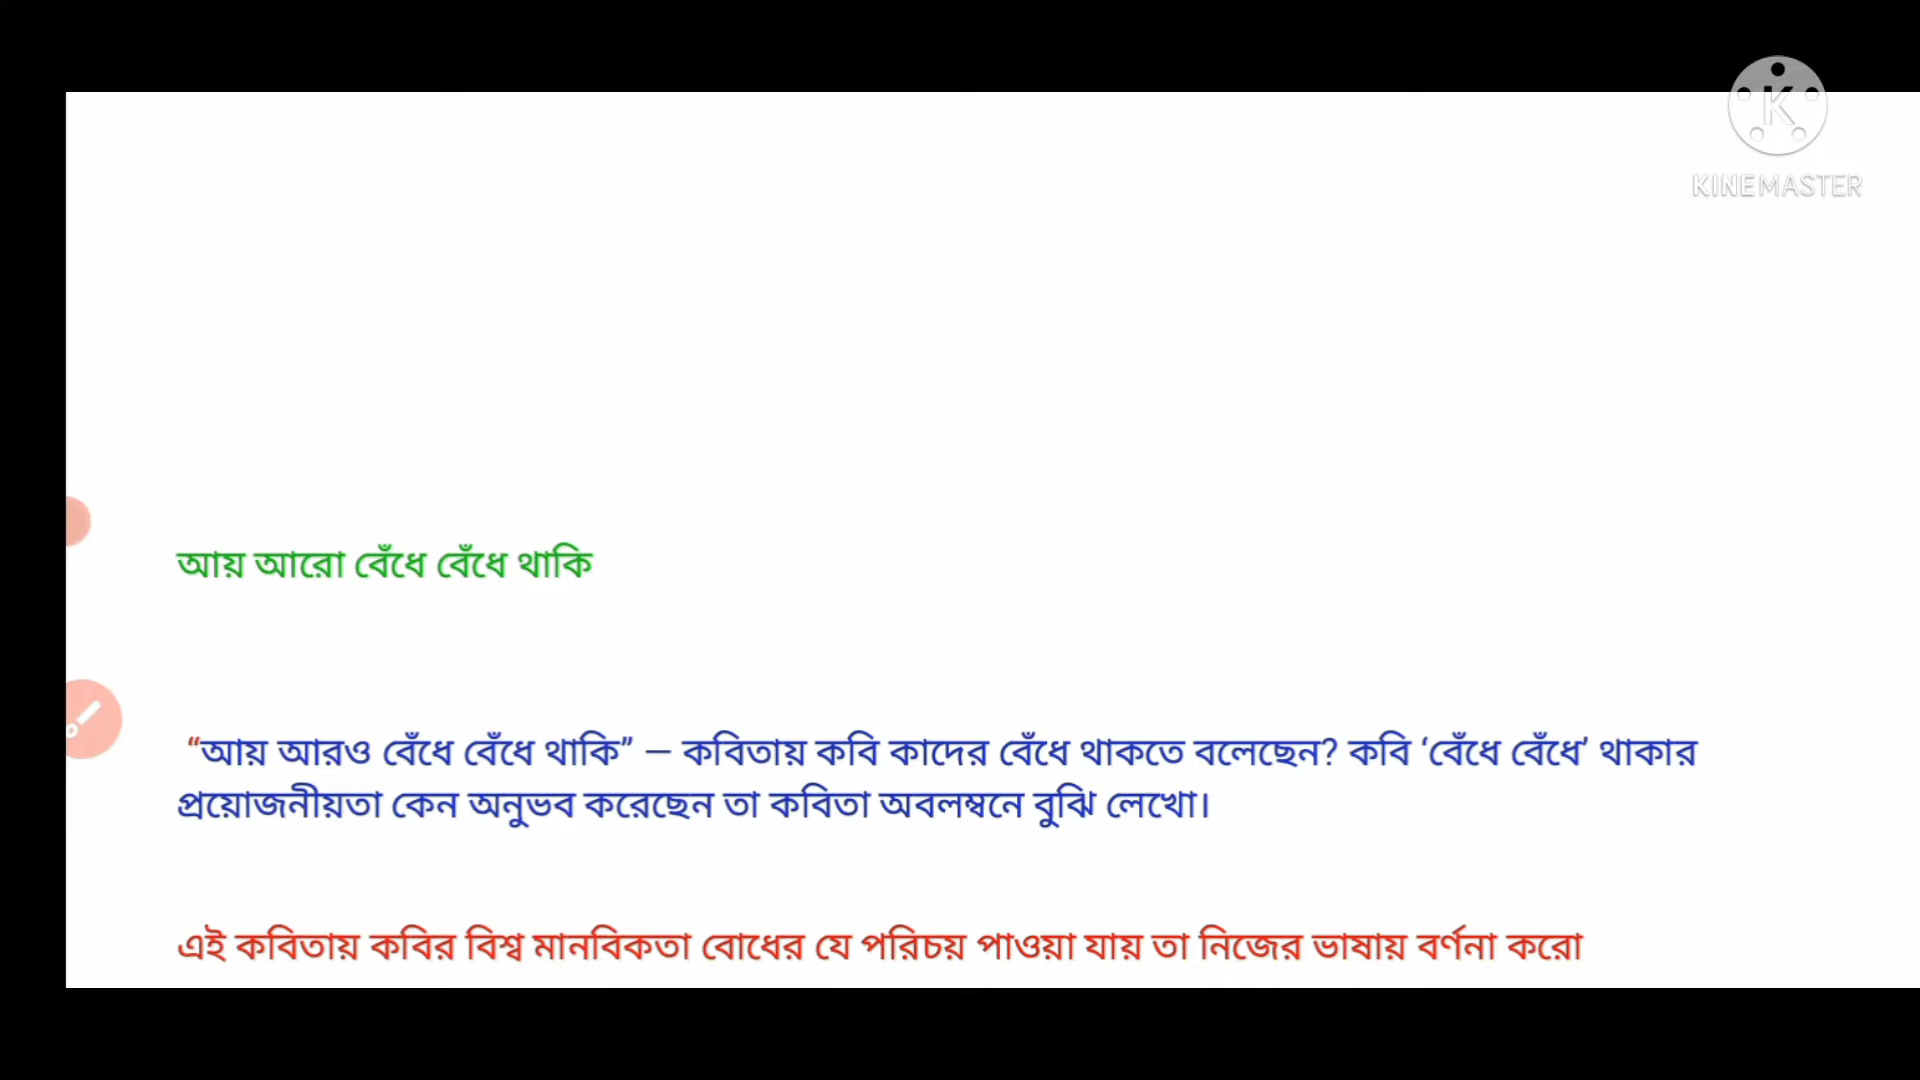 K
KINEMASTER
আয় আরো বেঁধে বেঁধে থাকি
“আয় আরও বেঁধে বেঁধে থাকি” – কবিতায় কবি কাদের বেঁধে থাকতে বলেছেন? কবি ‘বেঁধে বেঁধে’ থাকার
প্রয়োজনীয়তা কেন অনুভব করেছেন তা কবিতা অবলম্বনে বুঝি লেখো।
এই কবিতায় কবির বিশ্ব মানবিকতা বোধের যে পরিচয় পাওয়া যায় তা নিজের ভাষায় বর্ণনা করো